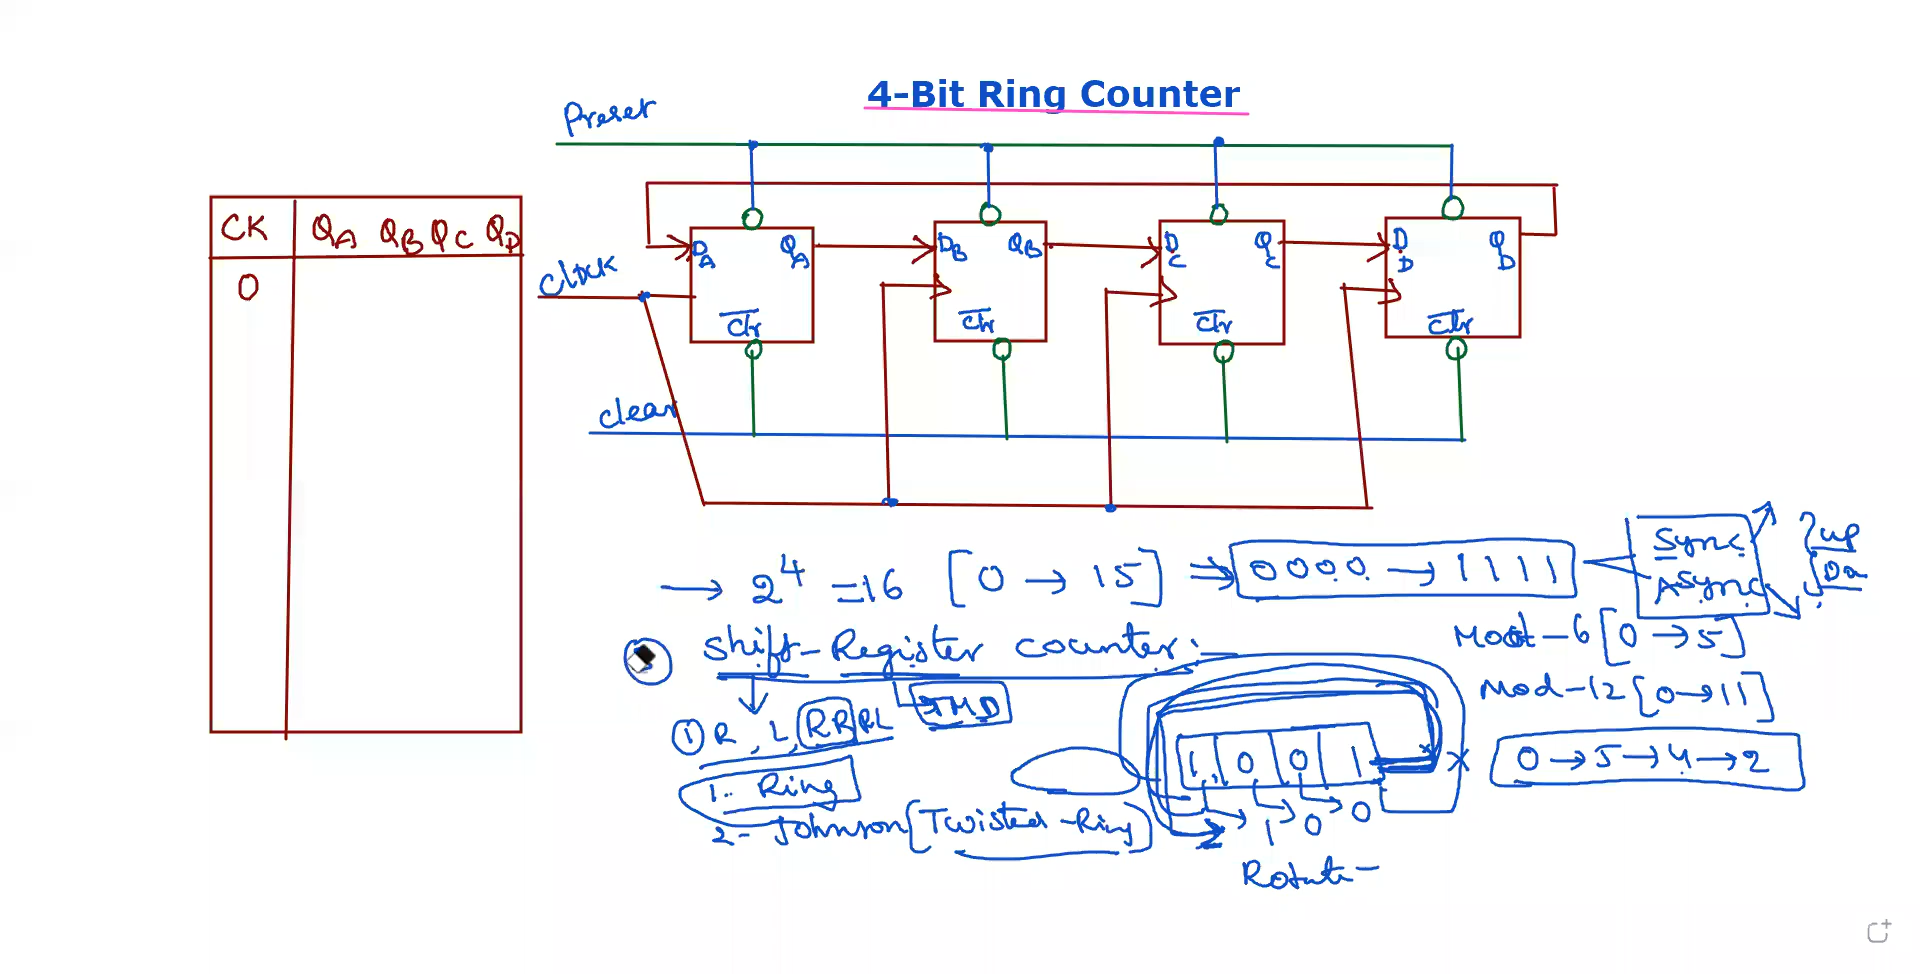 4-Bit Ring Counter
Preset
CK QA QB QC QD
0
DA QA
DB QB
DC QC
DD QD
Clock
Clr
Clr
Clr
Clr
clear
→ 2^4 = 16 [0 → 15] ⇒ 0000 → 1111
Sync
Async
up
Do
Shift-Register counter:
Mod-6 [0 → 5]
Mod-12 [0→11]
① R, L, RR RL
1. Ring
2- Johnson [Twisted-Ring]
1 0 0 1 x
1 0 0
0 → 5 → 4 → 2